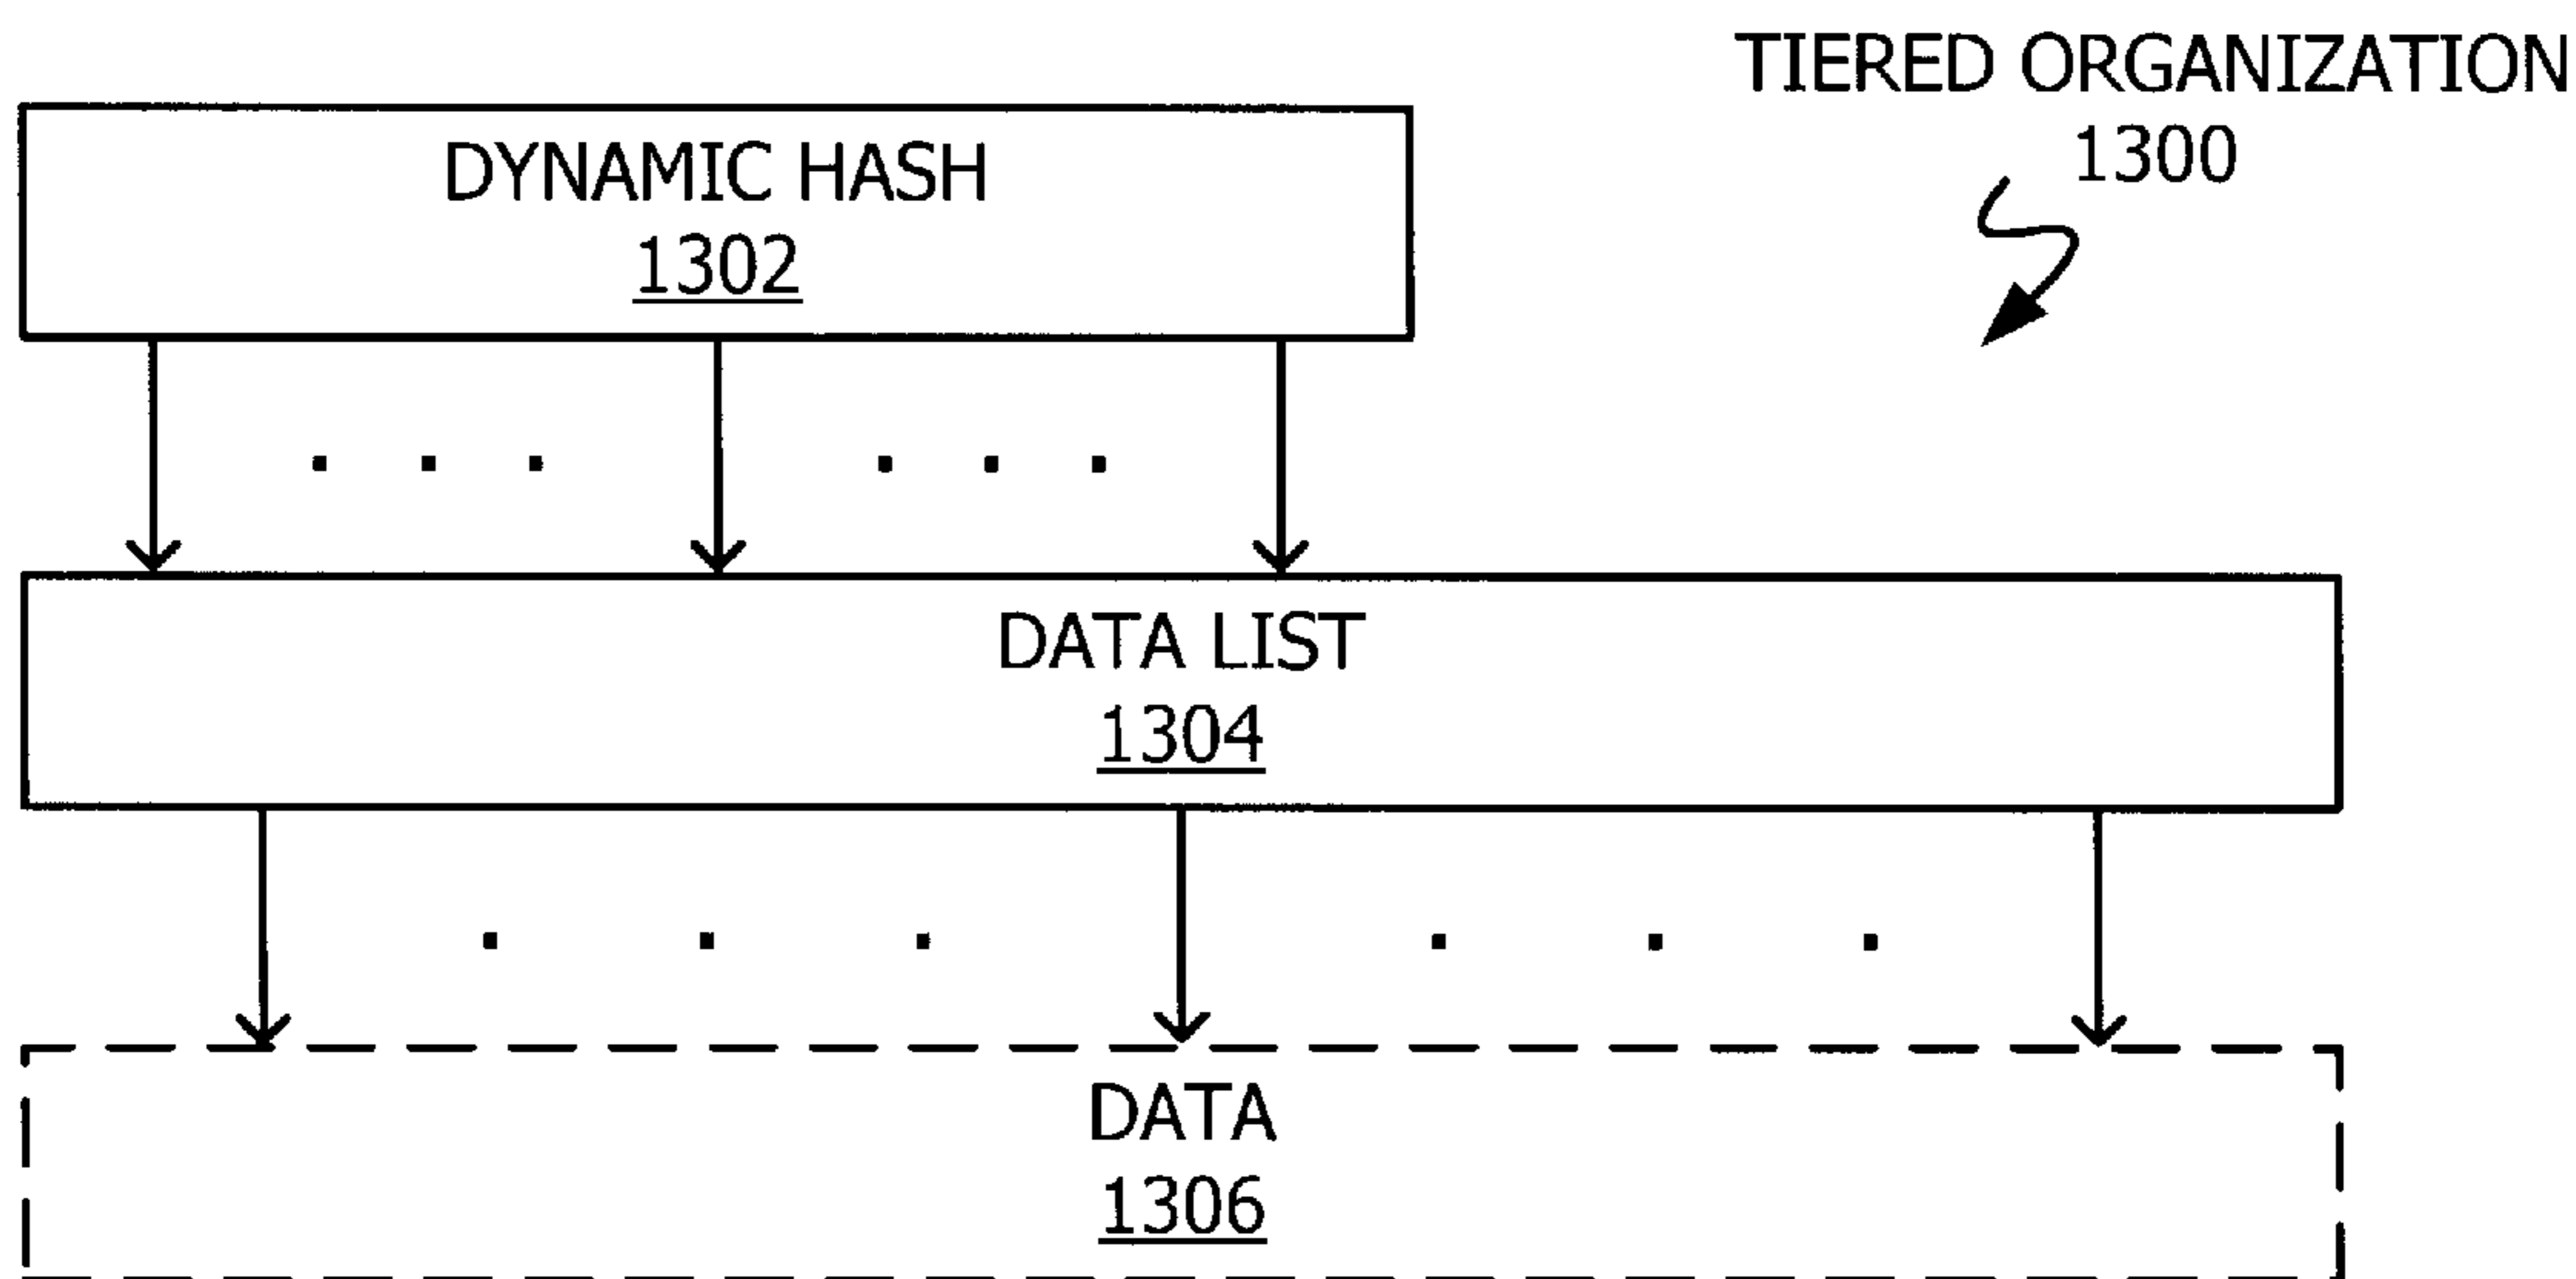 TIERED ORGANIZATION
1300
DYNAMIC HASH
1302
DATA LIST
1304
DATA
1306